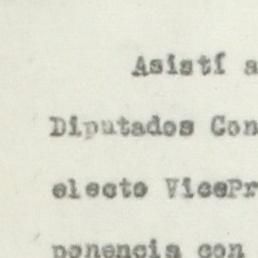 Asistí a
Diputados Con
electo VicePr
ponencia con